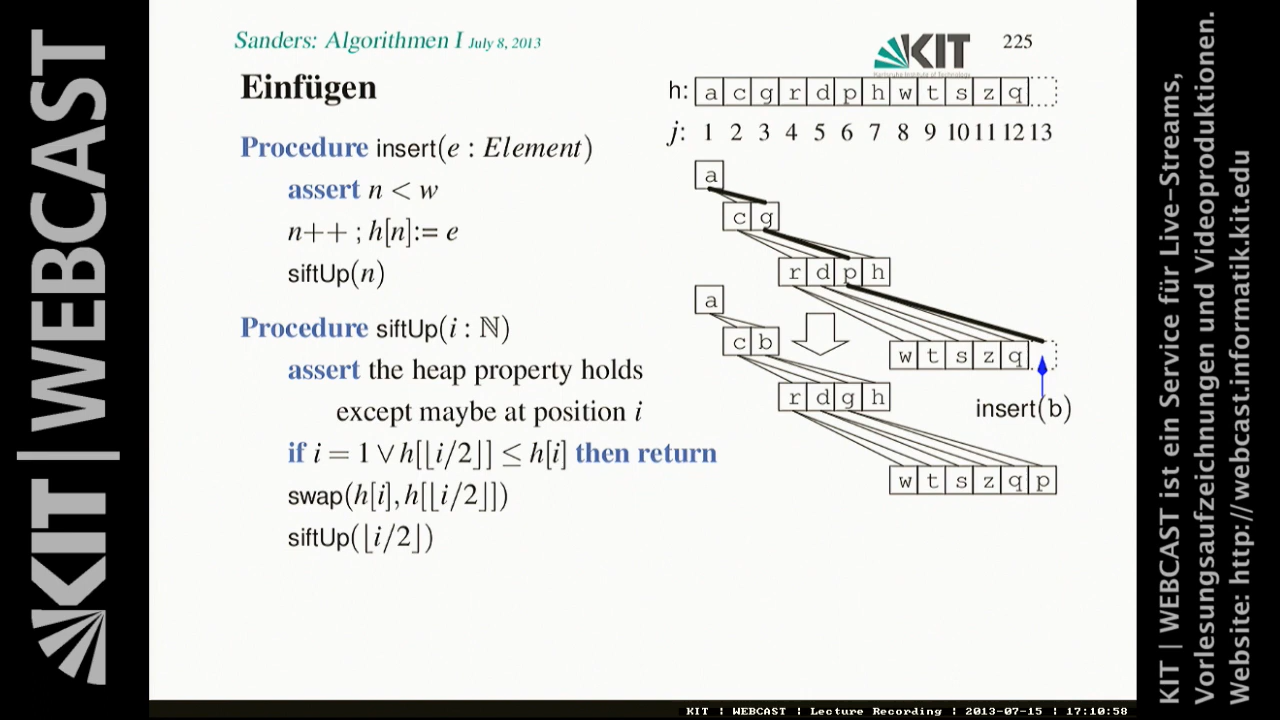 KIT | WEBCAST
Sanders: Algorithmen I July 8, 2013
KIT
225
Einfügen
Procedure insert(e : Element)
assert n < w
n++ ; h[n]:= e
siftUp(n)
Procedure siftUp(i : ℕ)
assert the heap property holds
except maybe at position i
if i = 1 ∨ h[⌊i/2⌋] ≤ h[i] then return
swap(h[i], h[⌊i/2⌋])
siftUp(⌊i/2⌋)
h: a c g r d p h w t s z q
j: 1 2 3 4 5 6 7 8 9 10 11 12 13
a
c g
r d p h
w t s z q
insert(b)
a
c b
r d g h
w t s z q p
KIT | WEBCAST | Lecture Recording | 2013-07-15 | 17:10:58
KIT | WEBCAST ist ein Service für Live-Streams,
Vorlesungsaufzeichnungen und Videoproduktionen.
Website: http://webcast.informatik.kit.edu